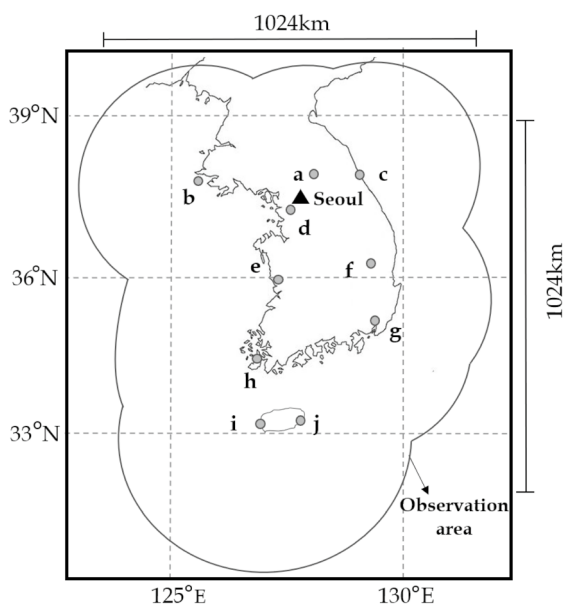 1024km
39°N
a
c
b
Seoul
d
e
f
36°N
g
h
i
j
33°N
1024km
Observation
area
125°E
130°E